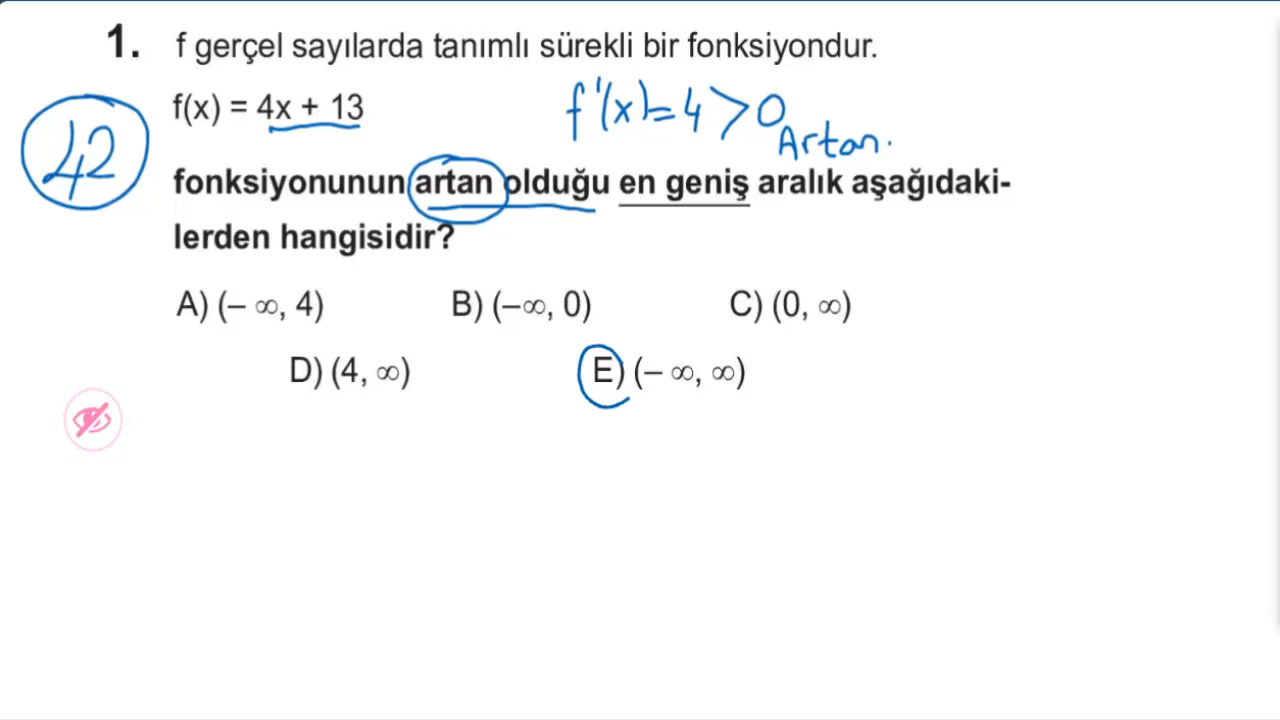 1. f gerçel sayılarda tanımlı sürekli bir fonksiyondur.
f(x) = 4x + 13
f'(x) = 4 > 0
Artan.
42
fonksiyonunun artan olduğu en geniş aralık aşağıdaki-
lerden hangisidir?
A) (– ∞, 4) B) (–∞, 0) C) (0, ∞)
D) (4, ∞) E) (– ∞, ∞)